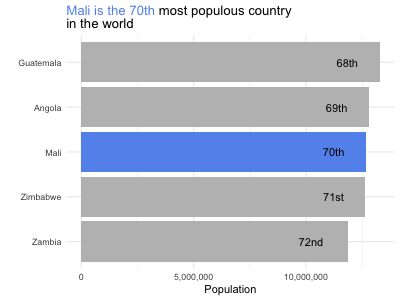 Mali is the 70th most populous country
in the world
Guatemala
68th
Angola
69th
Mali
70th
Zimbabwe
71st
Zambia
72nd
0
5,000,000
10,000,000
Population